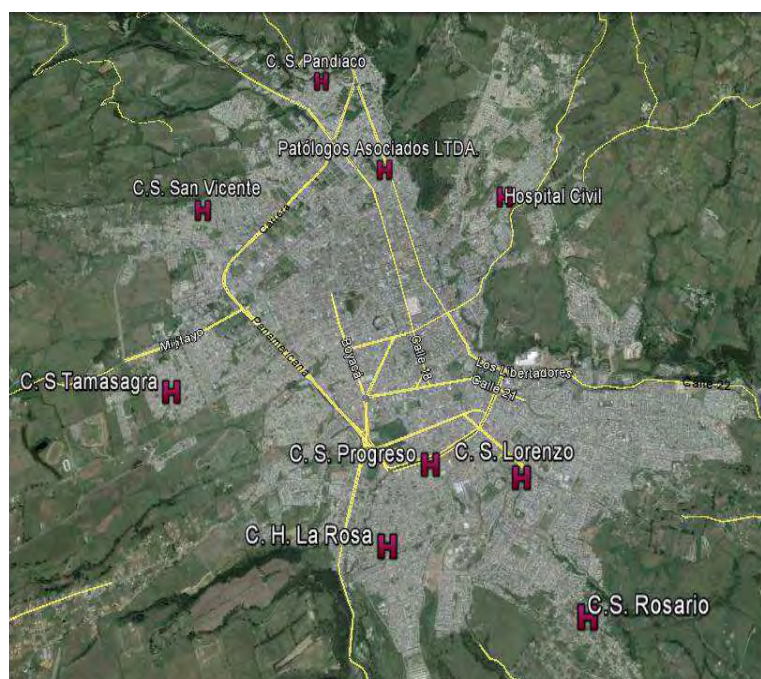 C. S. Pandiaco
Patólogos Asociados LTDA.
C.S. San Vicente
Hospital Civil
Mijitayo
Panamericana
Boyaca
Calle 18
Los Libertadores
Calle 21
Calle 22
C. S Tamasagra
C. S. Progreso
C. S. Lorenzo
C. H. La Rosa
C.S. Rosario
H
H
H
H
H
H
H
H
H